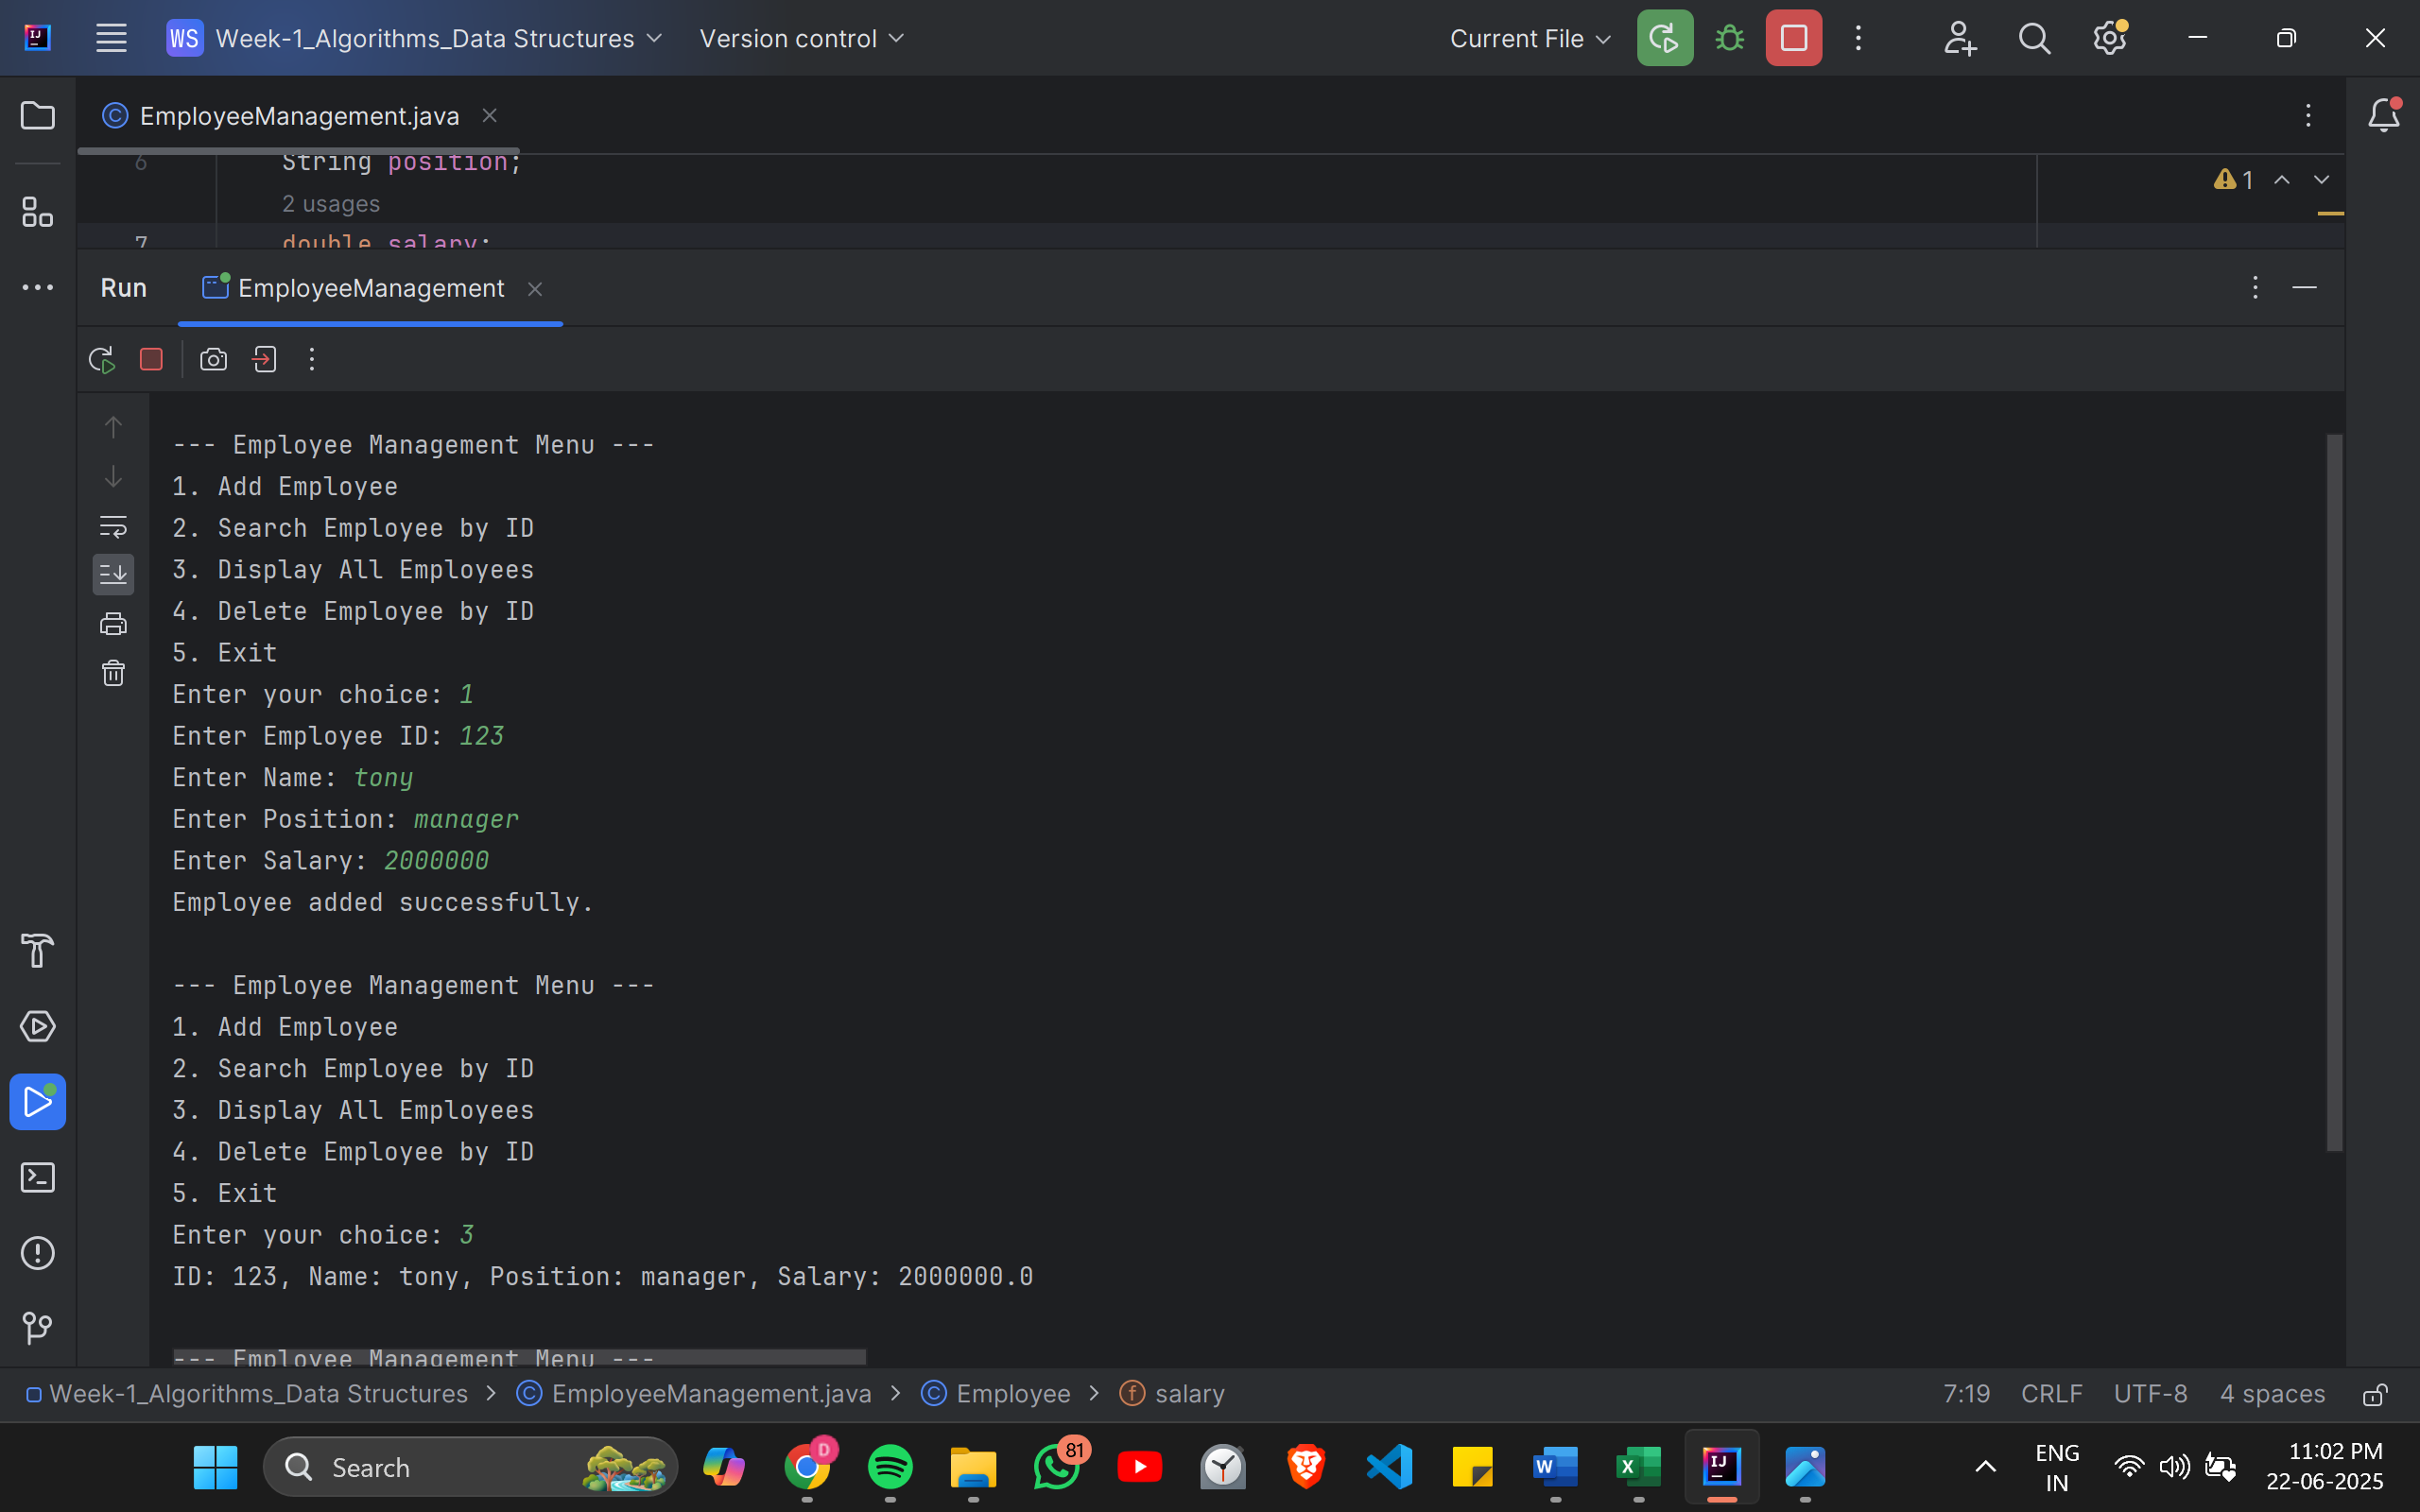 WS Week-1_Algorithms_Data Structures Version control Current File
EmployeeManagement.java
6 String position;
1
2 usages
7 double salary;
Run EmployeeManagement
--- Employee Management Menu ---
1. Add Employee
2. Search Employee by ID
3. Display All Employees
4. Delete Employee by ID
5. Exit
Enter your choice: 1
Enter Employee ID: 123
Enter Name: tony
Enter Position: manager
Enter Salary: 2000000
Employee added successfully.
--- Employee Management Menu ---
1. Add Employee
2. Search Employee by ID
3. Display All Employees
4. Delete Employee by ID
5. Exit
Enter your choice: 3
ID: 123, Name: tony, Position: manager, Salary: 2000000.0
--- Employee Management Menu ---
Week-1_Algorithms_Data Structures > EmployeeManagement.java > Employee > salary 7:19 CRLF UTF-8 4 spaces
Search
D
81
ENG
IN
11:02 PM
22-06-2025